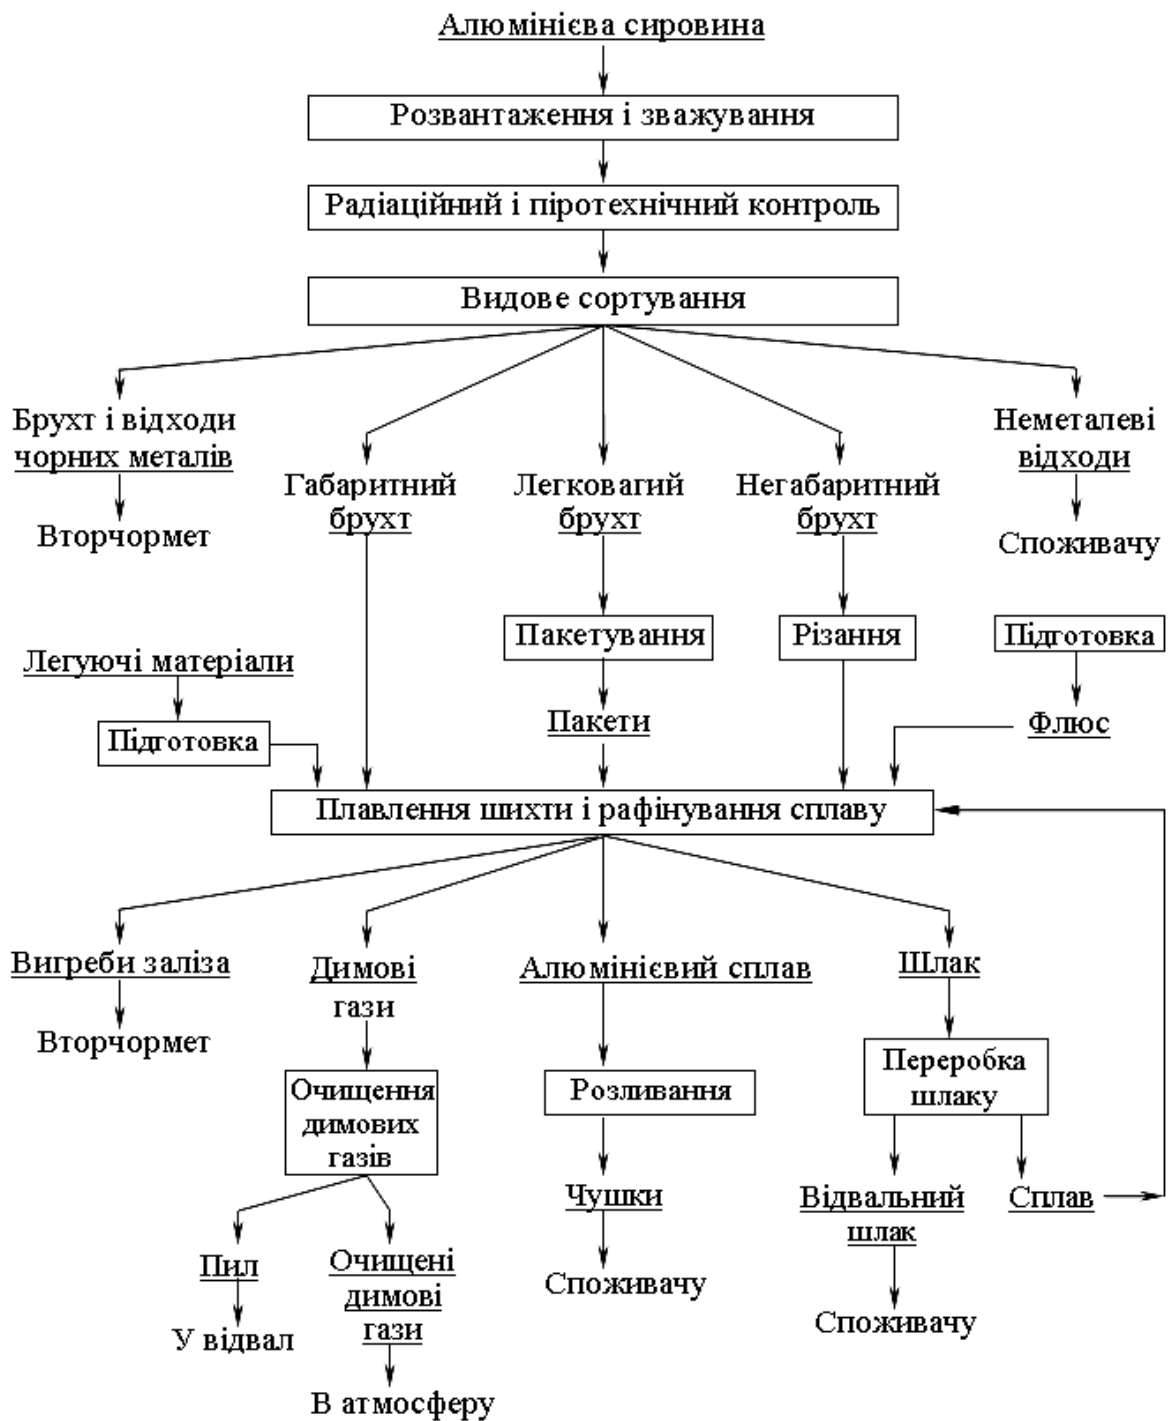 Алюмінієва сировина
Розвантаження і зважування
Радіаційний і піротехнічний контроль
Видове сортування
Брухт і відходи
чорних металів
Вторчормет
Габаритний
брухт
Легковагий
брухт
Негабаритний
брухт
Неметалеві
відходи
Споживачу
Пакетування
Різання
Підготовка
Легуючі матеріали
Підготовка
Пакети
Флюс
Плавлення шихти і рафінування сплаву
Вигреби заліза
Вторчормет
Димові
гази
Алюмінієвий сплав
Шлак
Очищення
димових
газів
Розливання
Переробка
шлаку
Пил
У відвал
Очищені
димові
гази
В атмосферу
Чушки
Споживачу
Відвальний
шлак
Споживачу
Сплав